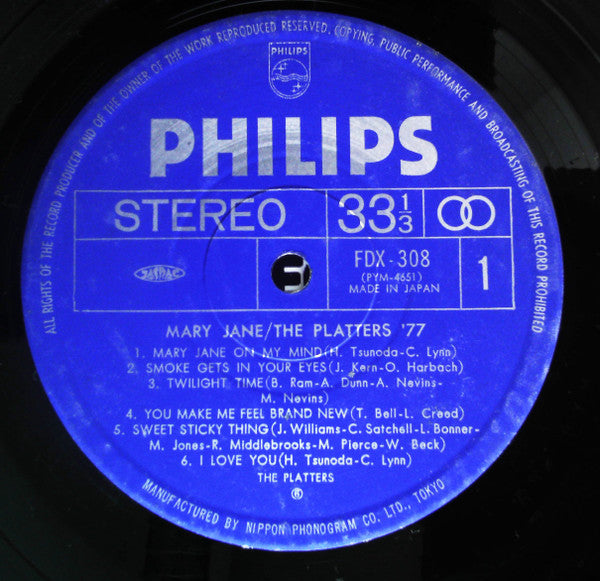 ALL RIGHTS OF THE RECORD PRODUCER AND OF THE OWNER OF THE WORK REPRODUCED RESERVED. COPYING, PUBLIC PERFORMANCE AND BROADCASTING OF THIS RECORD PROHIBITED
PHILIPS
PHILIPS
STEREO
33 1/3
FDX-308
(PYM-4651)
MADE IN JAPAN
1
JASRAC
S
MARY JANE/THE PLATTERS '77
1. MARY JANE ON MY MIND(H. Tsunoda-C. Lynn)
2. SMOKE GETS IN YOUR EYES(J. Kern-O. Harbach)
3. TWILIGHT TIME(B. Ram-A. Dunn-A. Nevins-
M. Nevins)
4. YOU MAKE ME FEEL BRAND NEW(T. Bell-L. Creed)
5. SWEET STICKY THING(J. Williams-C. Satchell-L. Bonner-
M. Jones-R. Middlebrooks-M. Pierce-W. Beck)
6. I LOVE YOU(H. Tsunoda-C. Lynn)
THE PLATTERS
Ⓡ
MANUFACTURED BY NIPPON PHONOGRAM CO. LTD., TOKYO